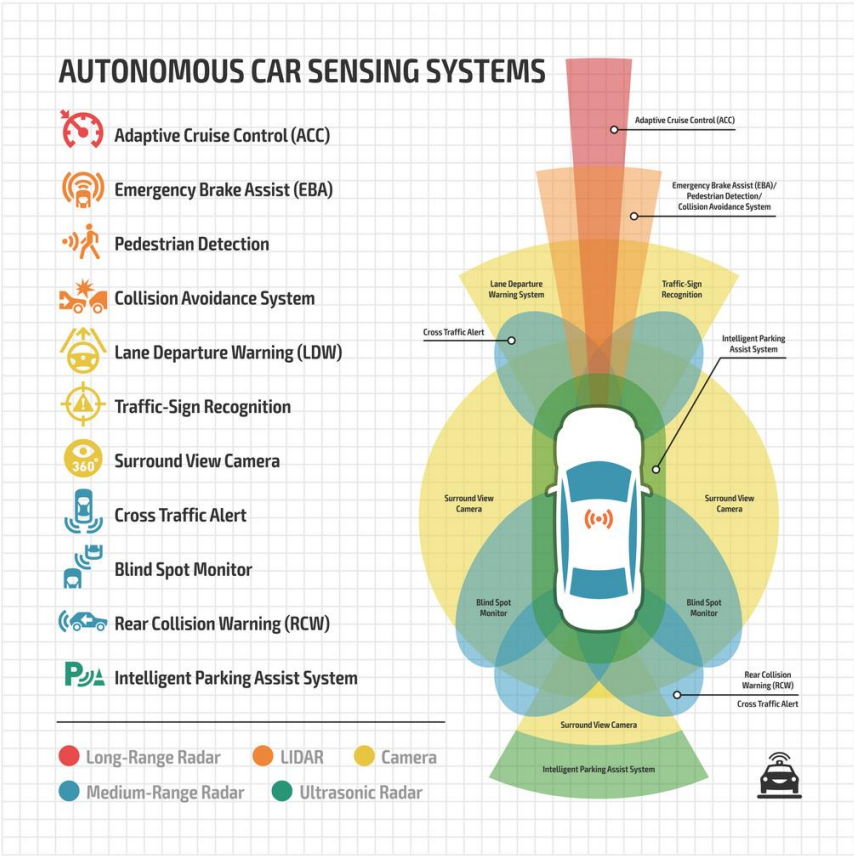 AUTONOMOUS CAR SENSING SYSTEMS
Adaptive Cruise Control (ACC)
Emergency Brake Assist (EBA)
Pedestrian Detection
Collision Avoidance System
Lane Departure Warning (LDW)
Traffic-Sign Recognition
360°
Surround View Camera
Cross Traffic Alert
Blind Spot Monitor
Rear Collision Warning (RCW)
P
Intelligent Parking Assist System
Long-Range Radar
LIDAR
Camera
Medium-Range Radar
Ultrasonic Radar
Adaptive Cruise Control (ACC)
Emergency Brake Assist (EBA)/
Pedestrian Detection/
Collision Avoidance System
Lane Departure
Warning System
Traffic-Sign
Recognition
Cross Traffic Alert
Intelligent Parking
Assist System
Surround View
Camera
Surround View
Camera
Blind Spot
Monitor
Blind Spot
Monitor
Rear Collision
Warning (RCW)
Cross Traffic Alert
Surround View Camera
Intelligent Parking Assist System